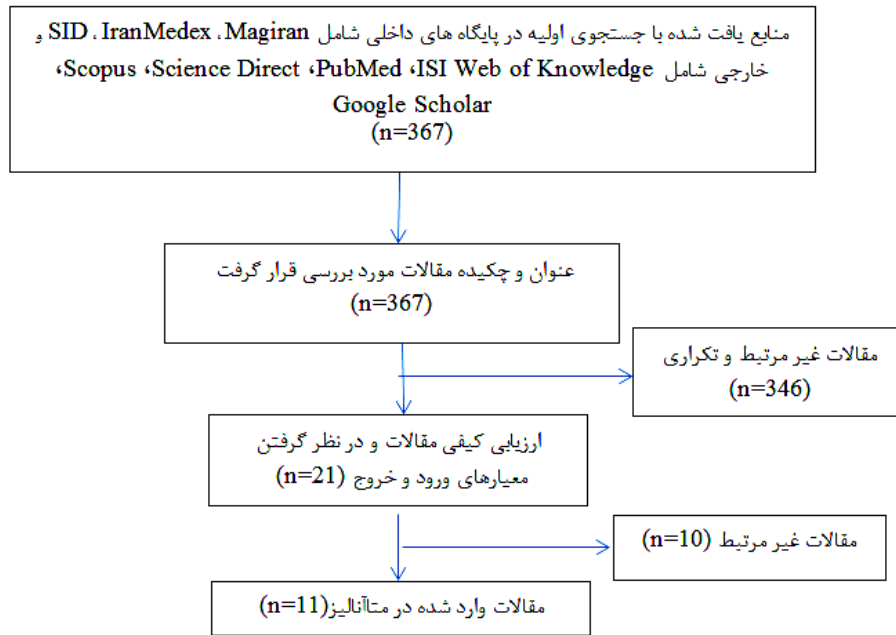 منابع یافت شده با جستجوی اولیه در پایگاه های داخلی شامل SID ، IranMedex ، Magiran و
خارجی شامل Scopus ،Science Direct ،PubMed ،ISI Web of Knowledge،
Google Scholar
(n=367)
عنوان و چکیده مقالات مورد بررسی قرار گرفت
(n=367)
مقالات غیر مرتبط و تکراری
(n=346)
ارزیابی کیفی مقالات و در نظر گرفتن
معیارهای ورود و خروج (n=21)
مقالات غیر مرتبط (n=10)
مقالات وارد شده در متاآنالیز(n=11)